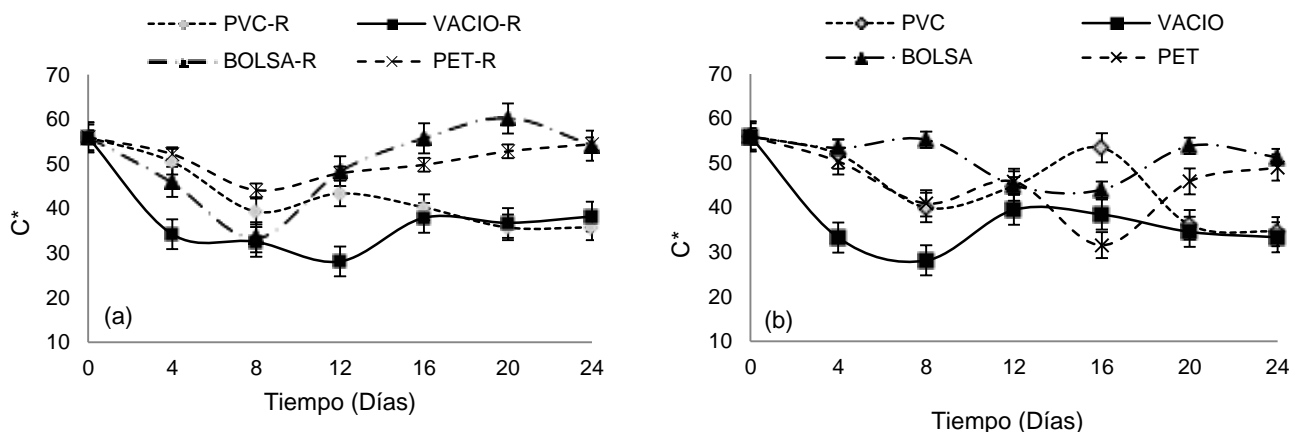 PVC-R VACIO-R
BOLSA-R PET-R
C*
70
60
50
40
30
20
10
(a)
0 4 8 12 16 20 24
Tiempo (Días)
PVC VACIO
BOLSA PET
C*
70
60
50
40
30
20
10
(b)
0 4 8 12 16 20 24
Tiempo (Días)